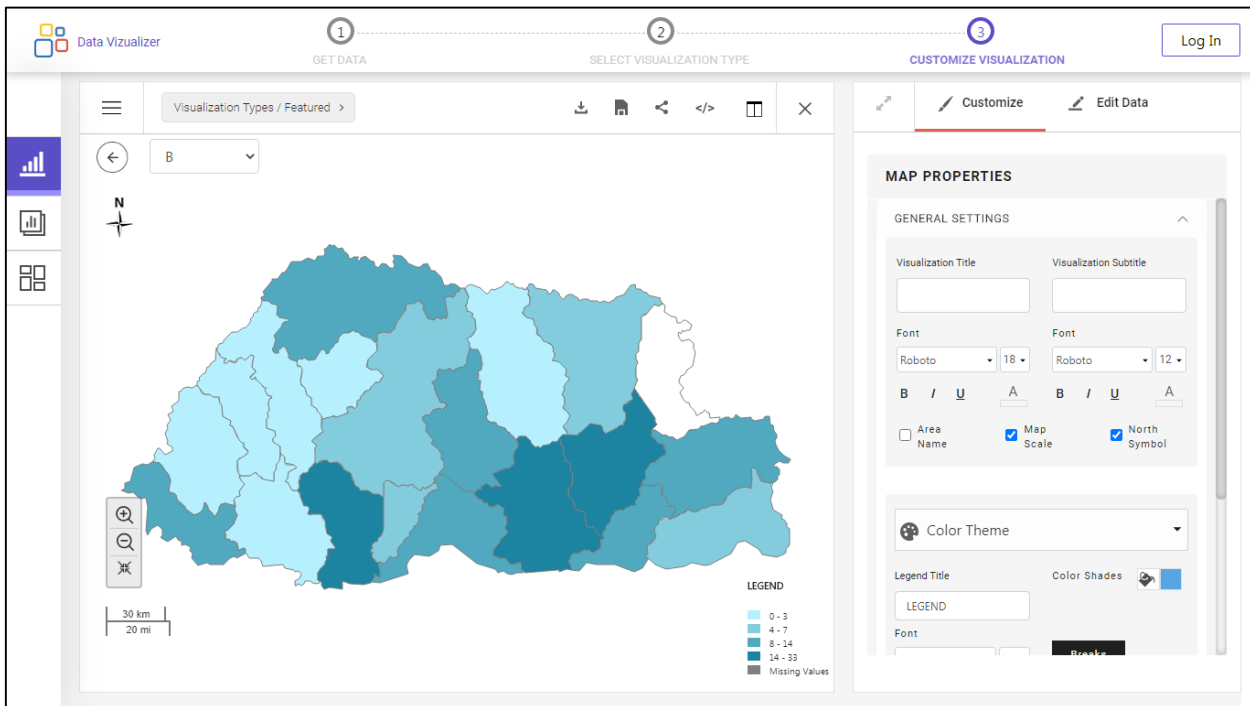 Data Vizualizer
1
GET DATA
2
SELECT VISUALIZATION TYPE
3
CUSTOMIZE VISUALIZATION
Log In
Visualization Types / Featured >
</>
Customize
Edit Data
B
N
30 km
20 mi
LEGEND
0 - 3
4 - 7
8 - 14
14 - 33
Missing Values
MAP PROPERTIES
GENERAL SETTINGS
Visualization Title
Visualization Subtitle
Font
Font
Roboto
18
Roboto
12
B I U A
B I U A
Area
Name
Map
Scale
North
Symbol
Color Theme
Legend Title
Color Shades
LEGEND
Font
Breaks